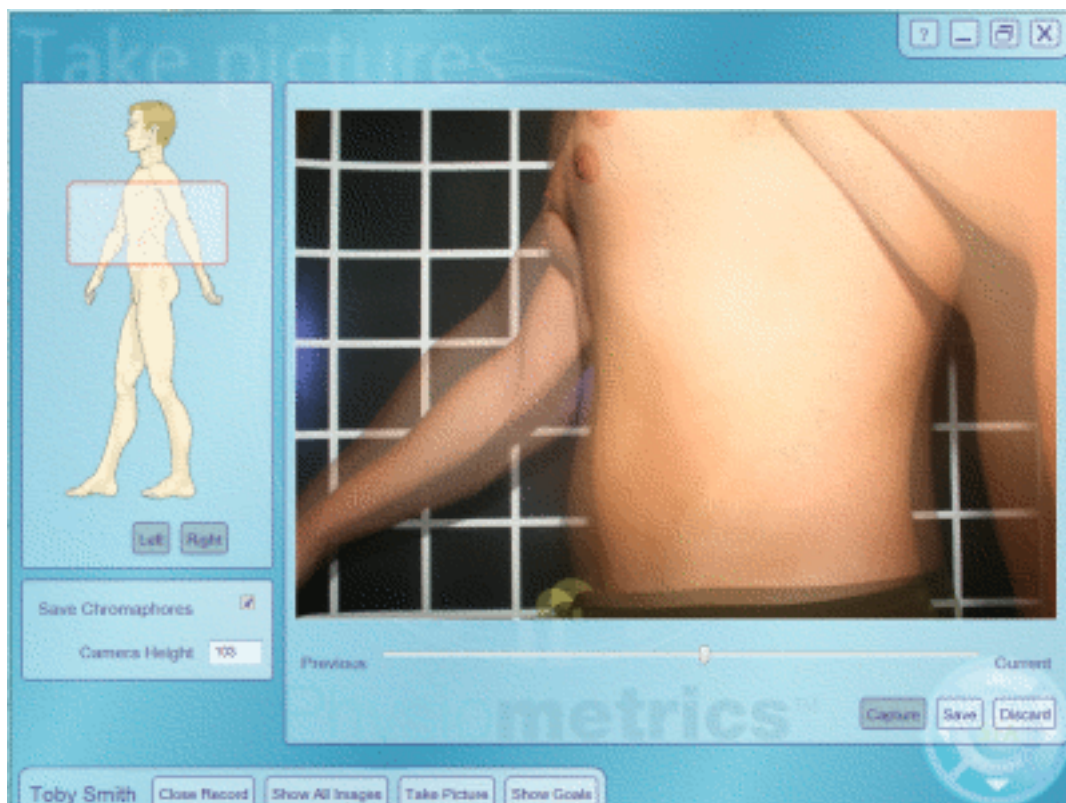 Take pictures
?
Left Right
Save Chromaphores
Camera Height 103
Previous
Current
metrics™
Capture Save Discard
Toby Smith Close Record Show All Images Take Picture Show Goals